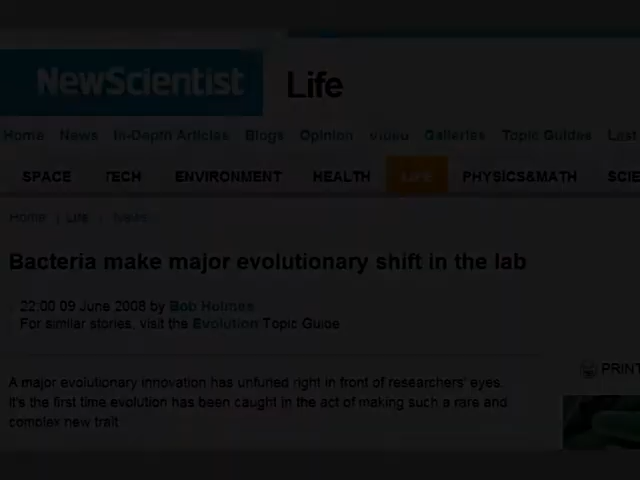 NewScientist Life
Home News In-Depth Articles Blogs Opinion Video Galleries Topic Guides Last
SPACE TECH ENVIRONMENT HEALTH LIFE PHYSICS&MATH SCIE
Home | Life | News
Bacteria make major evolutionary shift in the lab
22:00 09 June 2008 by Bob Holmes
For similar stories, visit the Evolution Topic Guide
PRINT
A major evolutionary innovation has unfurled right in front of researchers' eyes.
It's the first time evolution has been caught in the act of making such a rare and
complex new trait.